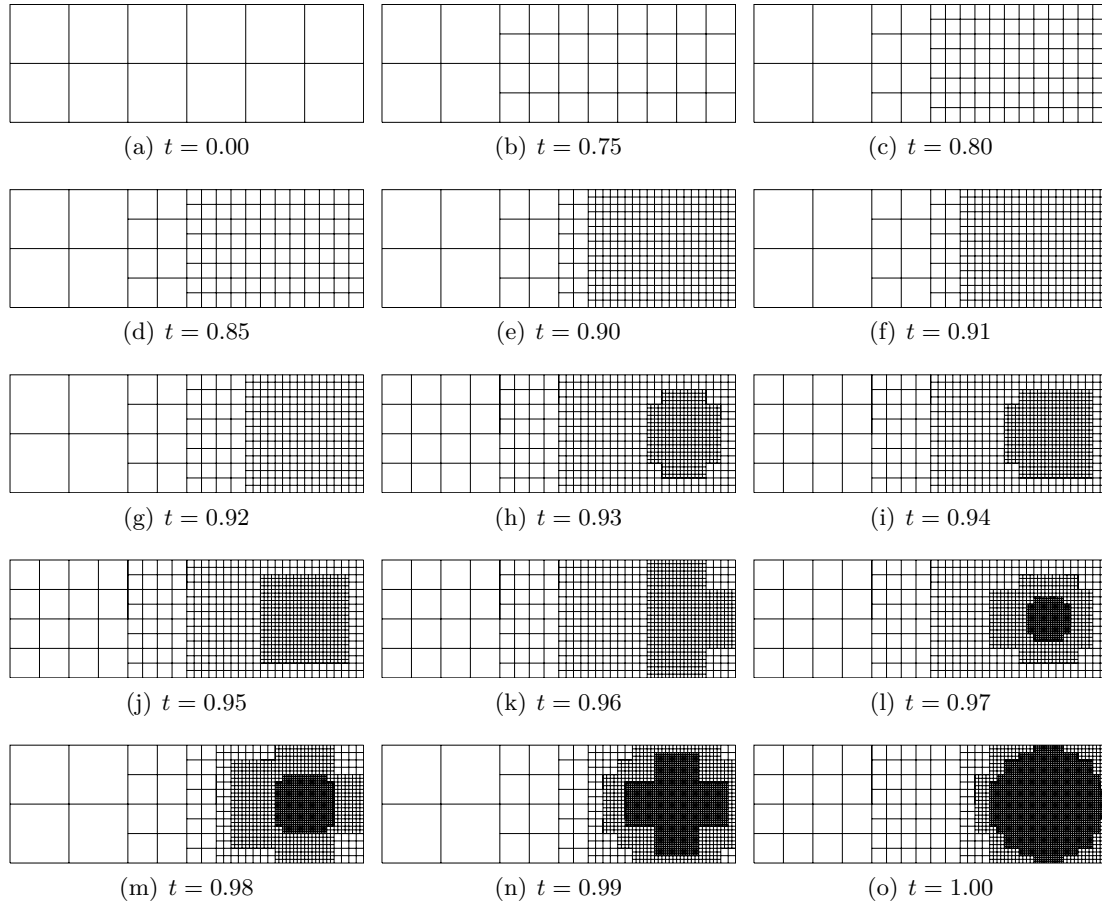 (a) t = 0.00
(b) t = 0.75
(c) t = 0.80
(d) t = 0.85
(e) t = 0.90
(f) t = 0.91
(g) t = 0.92
(h) t = 0.93
(i) t = 0.94
(j) t = 0.95
(k) t = 0.96
(l) t = 0.97
(m) t = 0.98
(n) t = 0.99
(o) t = 1.00